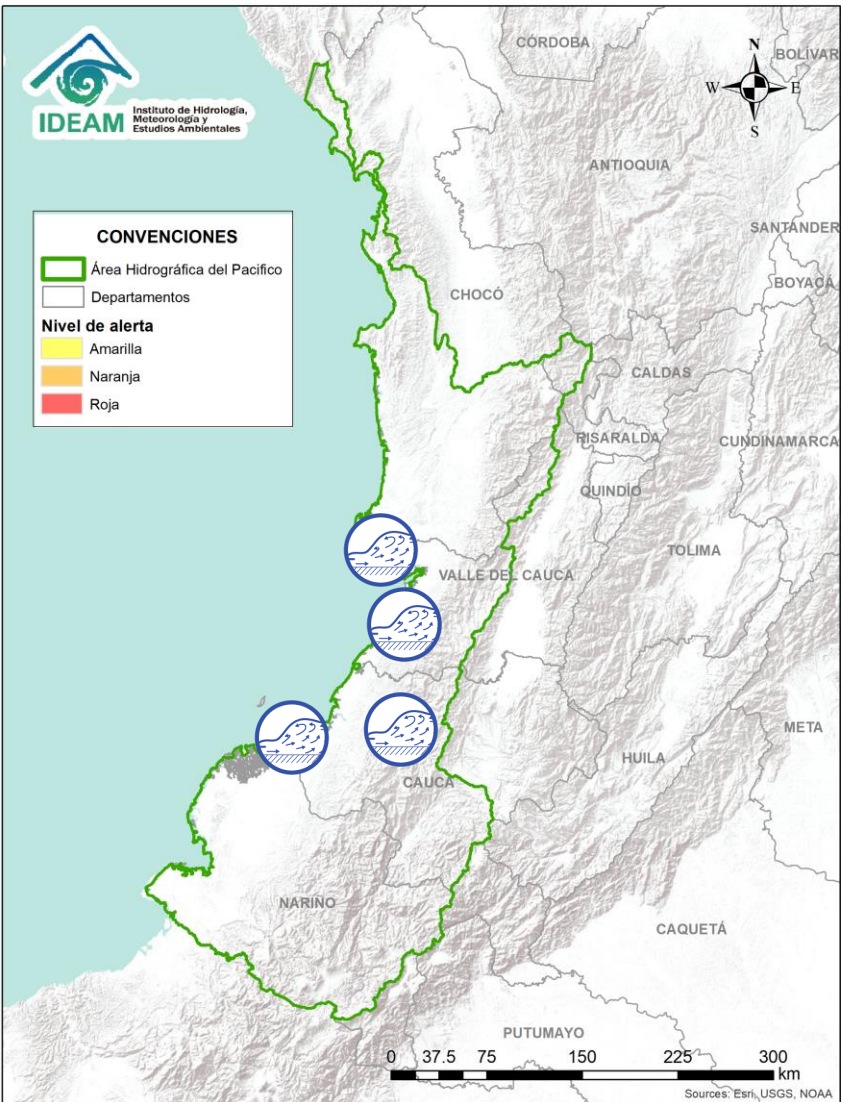 IDEAM
Instituto de Hidrología,
Meteorología y
Estudios Ambientales
CÓRDOBA
BOLÍVAR
N
W
E
S
ANTIOQUIA
SANTANDER
BOYACÁ
CONVENCIONES
Área Hidrográfica del Pacifico
Departamentos
Nivel de alerta
Amarilla
Naranja
Roja
CHOCÓ
CALDAS
RISARALDA
CUNDINAMARCA
QUINDÍO
TOLIMA
VALLE DEL CAUCA
META
HUILA
CAUCA
NARIÑO
CAQUETÁ
PUTUMAYO
0 37.5 75 150 225 300
km
Sources: Esri, USGS, NOAA